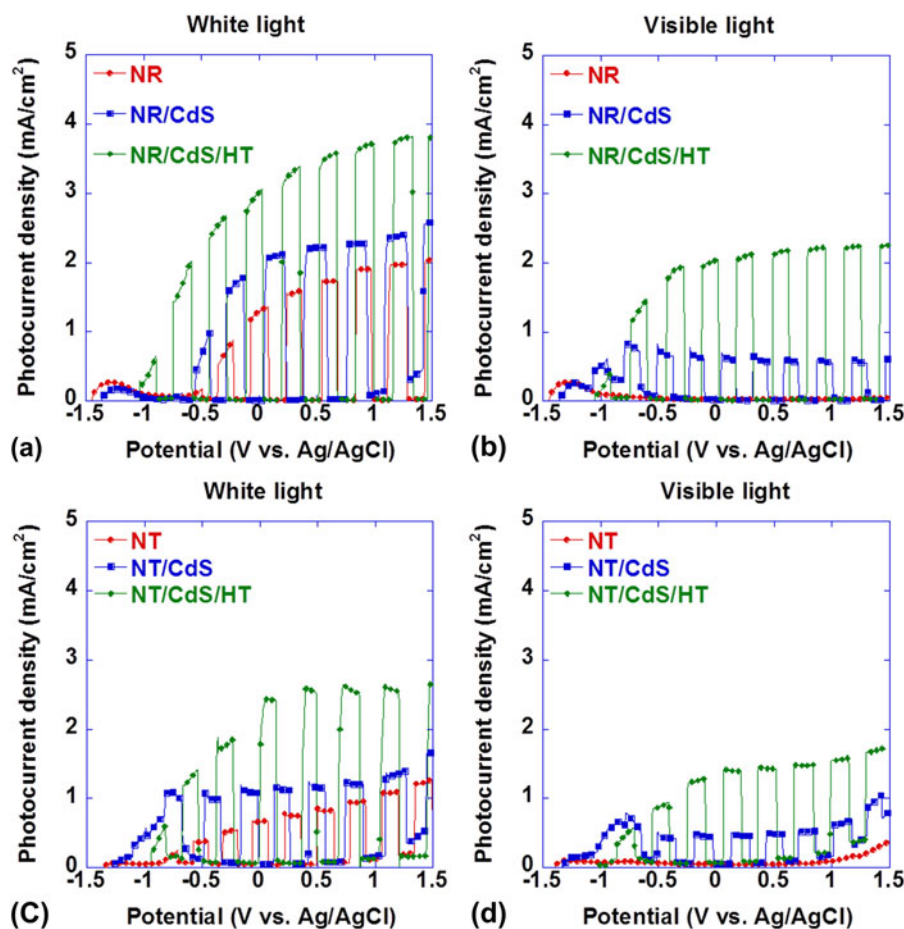 White light
5
4
3
2
1
0
-1.5 -1 -0.5 0 0.5 1 1.5
Photocurrent density (mA/cm²)
NR
NR/CdS
NR/CdS/HT
(a)
Potential (V vs. Ag/AgCl)
Visible light
5
4
3
2
1
0
-1.5 -1 -0.5 0 0.5 1 1.5
Photocurrent density (mA/cm²)
NR
NR/CdS
NR/CdS/HT
(b)
Potential (V vs. Ag/AgCl)
White light
5
4
3
2
1
0
-1.5 -1 -0.5 0 0.5 1 1.5
Photocurrent density (mA/cm²)
NT
NT/CdS
NT/CdS/HT
(C)
Potential (V vs. Ag/AgCl)
Visible light
5
4
3
2
1
0
-1.5 -1 -0.5 0 0.5 1 1.5
Photocurrent density (mA/cm²)
NT
NT/CdS
NT/CdS/HT
(d)
Potential (V vs. Ag/AgCl)